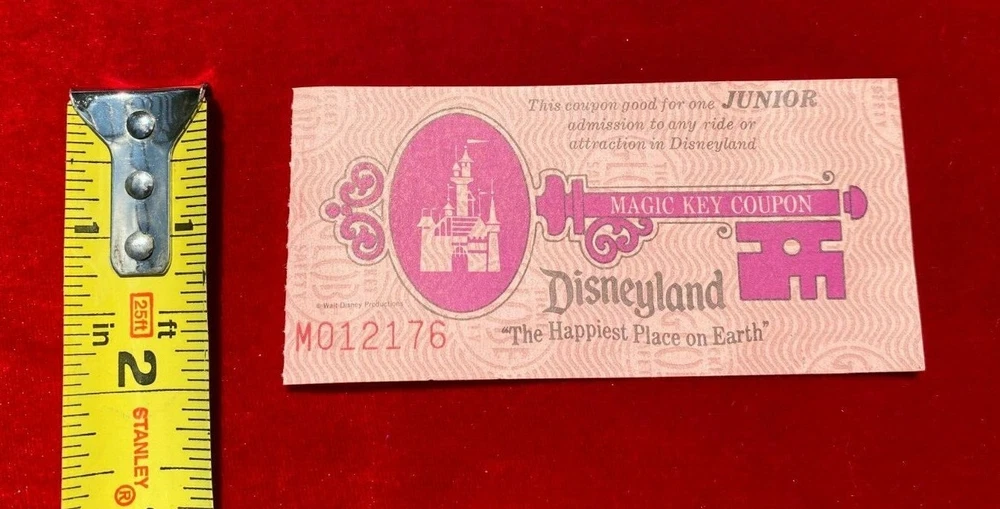 This coupon good for one JUNIOR
admission to any ride or
attraction in Disneyland
MAGIC KEY COUPON
Disneyland
"The Happiest Place on Earth"
© Walt Disney Productions
M012176
1
1
25ft
ft
in
2
STANLEY
®